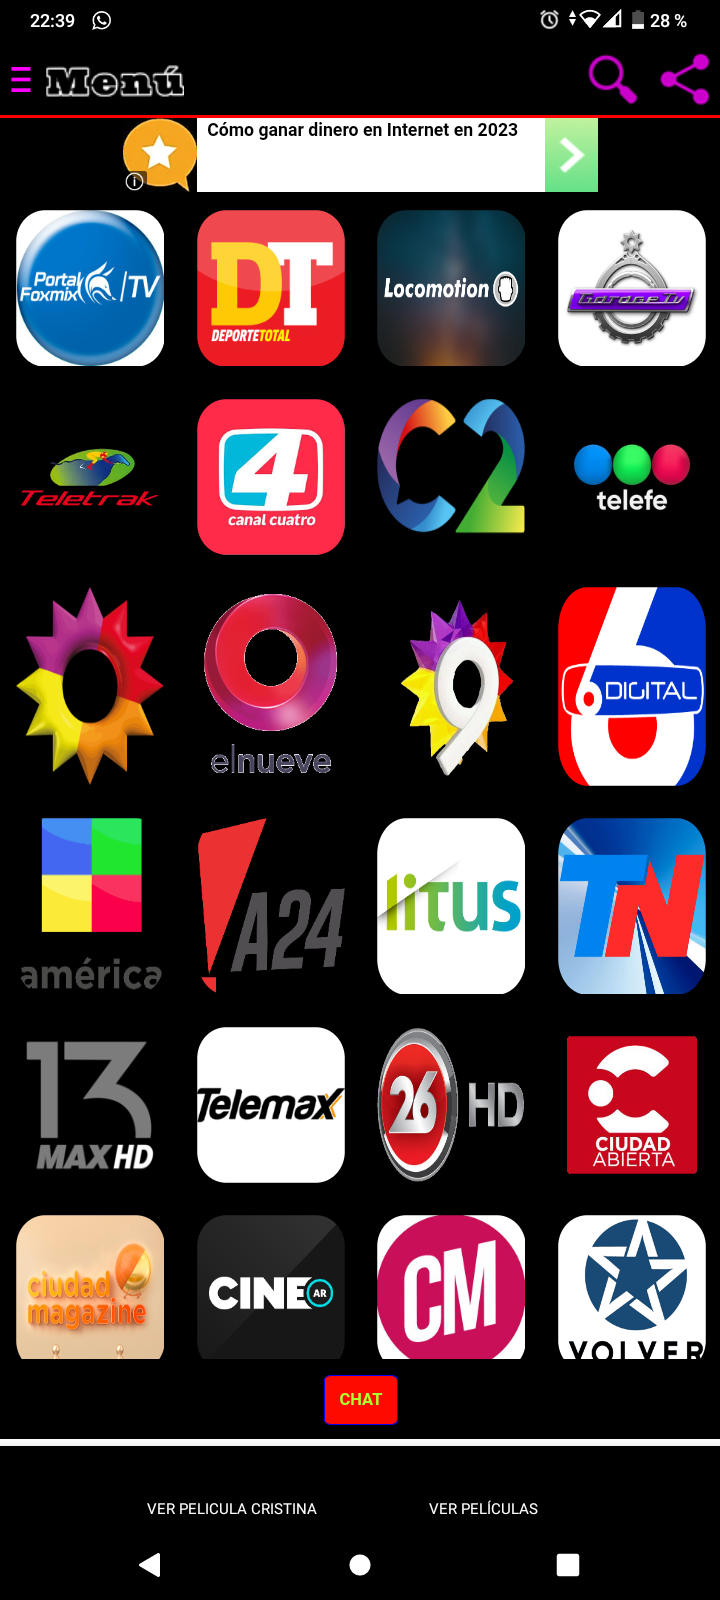 22:39
28 %
Menú
Cómo ganar dinero en Internet en 2023
Portal
Foxmix /TV
DT
DEPORTETOTAL
Locomotion
Garage Tv
Teletrak
4
canal cuatro
C2
telefe
elnueve
9
6 DIGITAL
américa
A24
litus
TN
13
MAX HD
Telemax
26 HD
CIUDAD
ABIERTA
ciudad
magazine
CINE AR
CM
VOLVER
CHAT
VER PELICULA CRISTINA
VER PELÍCULAS